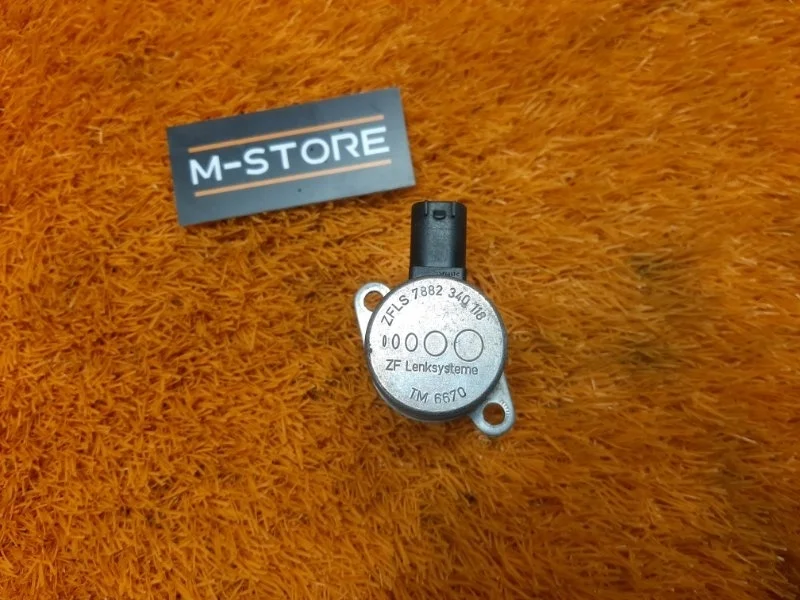 M-STORE
ZFLS 7882 340 118
ZF Lenksysteme
TM 6670